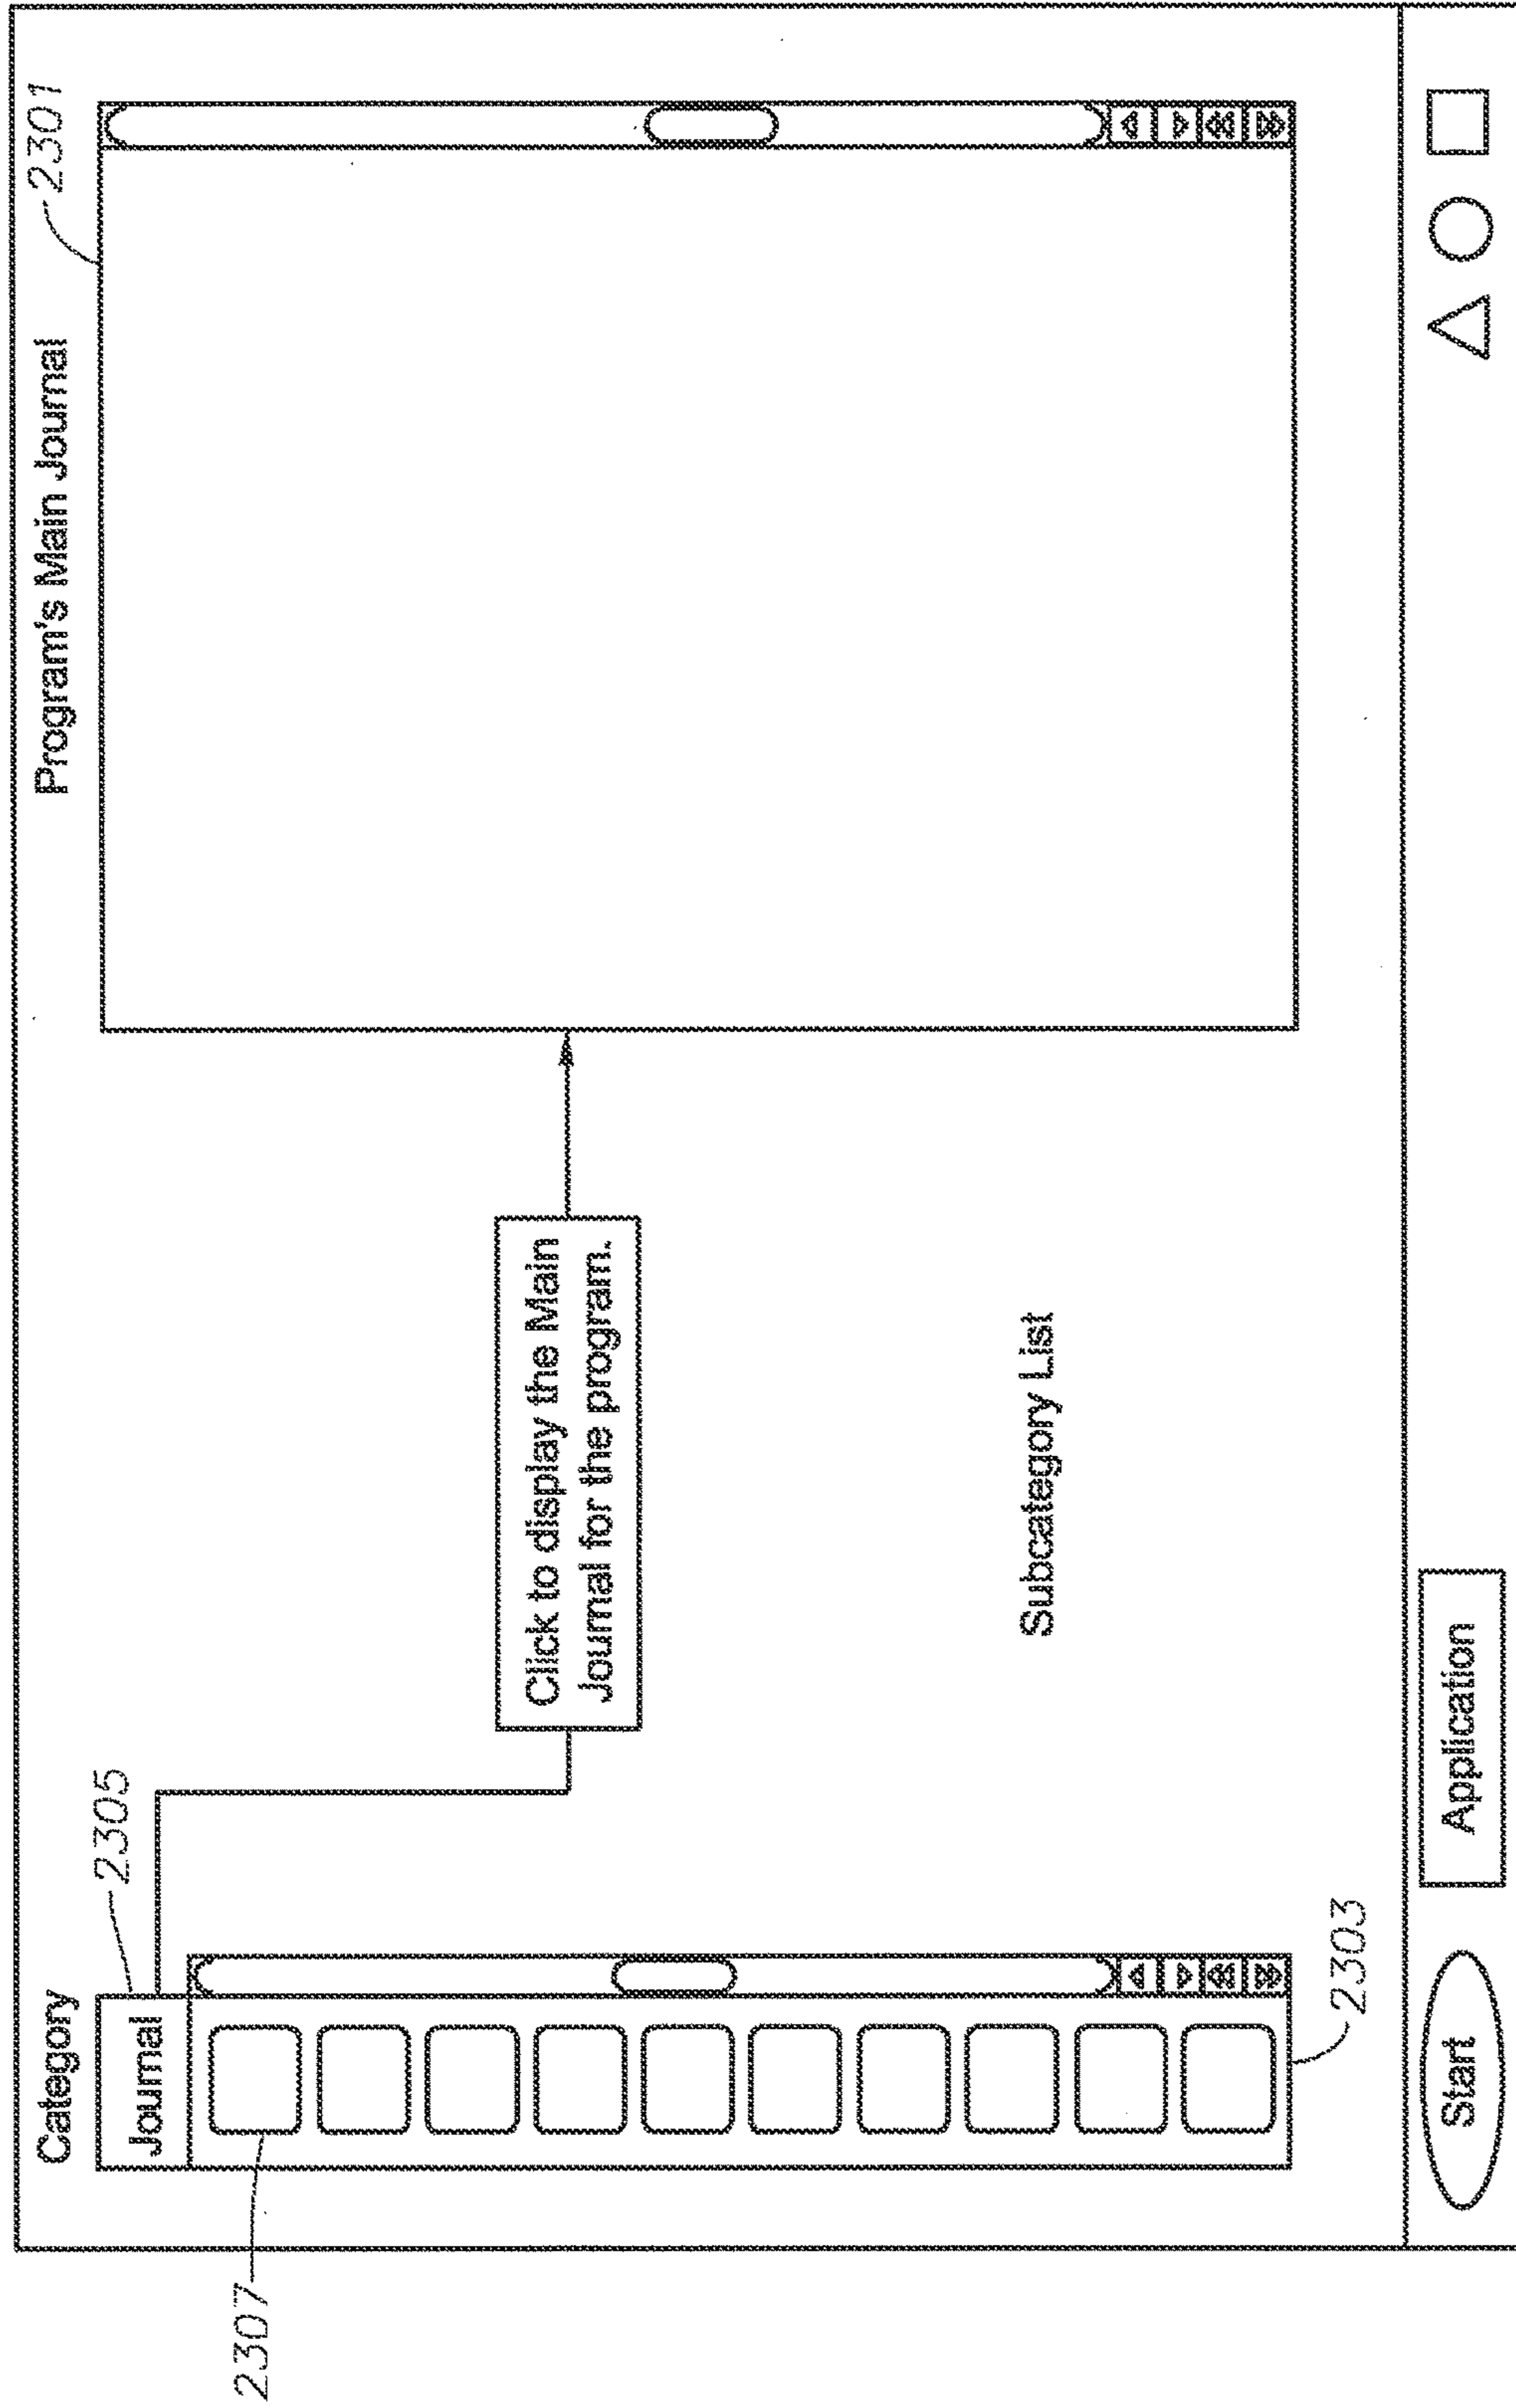 Category
Program's Main Journal
2301
2305
Journal
2307
Click to display the Main
Journal for the program.
Subcategory List
2303
Start
Application